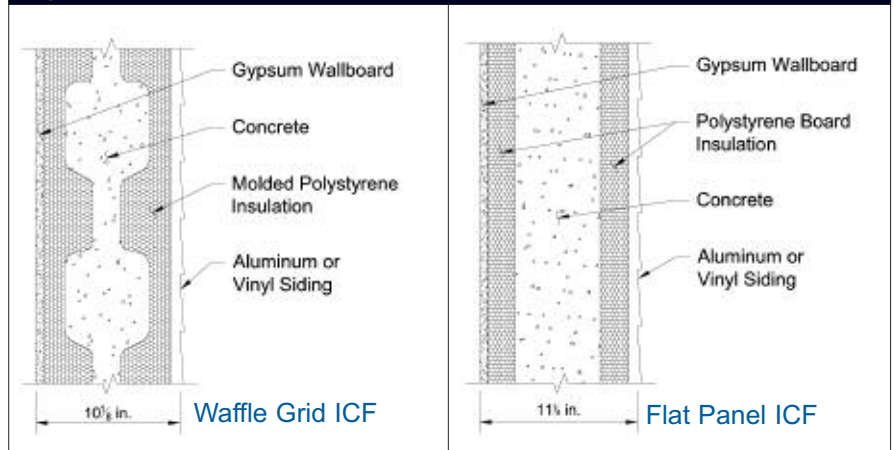 Gypsum Wallboard
Concrete
Molded Polystyrene
Insulation
Aluminum or
Vinyl Siding
Waffle Grid ICF
Gypsum Wallboard
Polystyrene Board
Insulation
Concrete
Aluminum or
Vinyl Siding
Flat Panel ICF